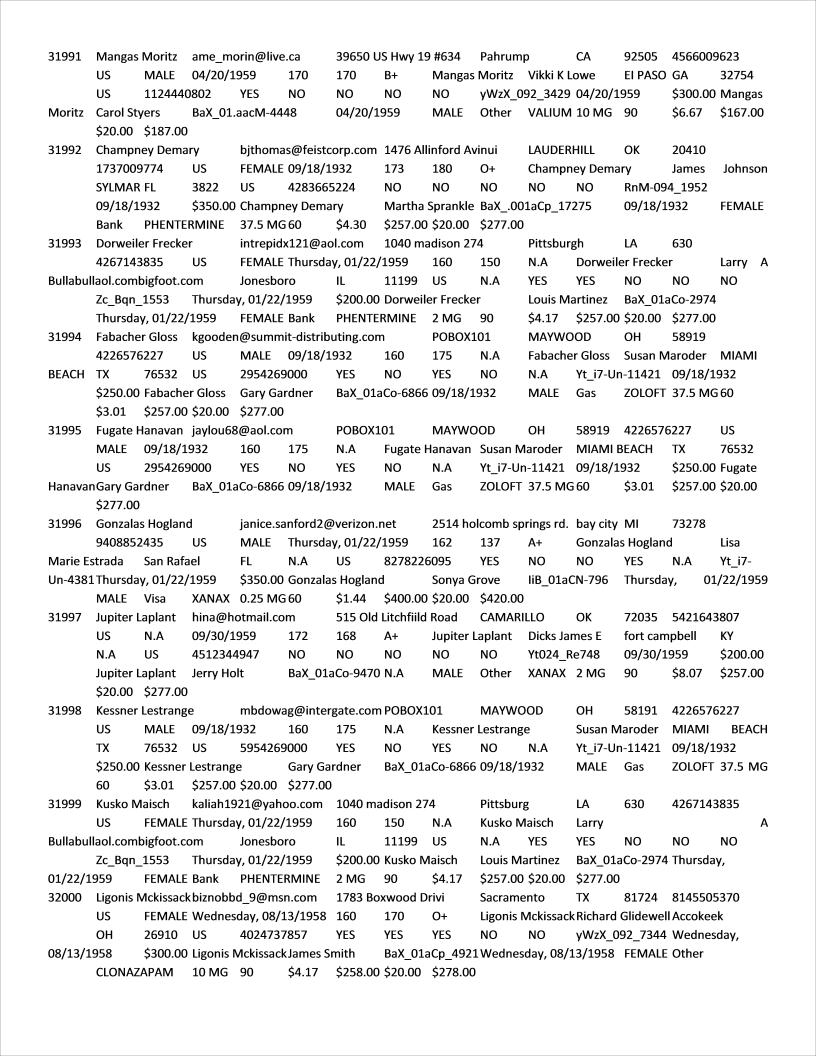 31991 Mangas Moritz ame_morin@live.ca 39650 US Hwy 19 #634 Pahrump CA 92505 4566009623
US MALE 04/20/1959 170 170 B+ Mangas Moritz Vikki K Lowe El PASO GA 32754
US 1124440802 YES NO NO NO NO yWzX_092_3429 04/20/1959 $300.00 Mangas
Moritz Carol Styers BaX_01.aacM-4448 04/20/1959 MALE Other VALIUM 10 MG 90 $6.67 $167.00
$20.00 $187.00
31992 Champney Demary bjthomas@feistcorp.com 1476 Allinford Avinui LAUDERHILL OK 20410
1737009774 US FEMALE 09/18/1932 173 180 O+ Champney Demary James Johnson
SYLMAR FL 3822 US 4283665224 NO NO NO NO NO RnM-094_1952
09/18/1932 $350.00 Champney Demary Martha Sprankle BaX_.001aCp_17275 09/18/1932 FEMALE
Bank PHENTERMINE 37.5 MG 60 $4.30 $257.00 $20.00 $277.00
31993 Dorweiler Frecker intrepidx121@aol.com 1040 madison 274 Pittsburgh LA 630
4267143835 US FEMALE Thursday, 01/22/1959 160 150 N.A Dorweiler Frecker Larry A
Bullabullaol.combigfoot.com Jonesboro IL 11199 US N.A YES YES NO NO NO
Zc_Bqn_1553 Thursday, 01/22/1959 $200.00 Dorweiler Frecker Louis Martinez BaX_01aCo-2974
Thursday, 01/22/1959 FEMALE Bank PHENTERMINE 2 MG 90 $4.17 $257.00 $20.00 $277.00
31994 Fabacher Gloss kgooden@summit-distributing.com POBOX101 MAYWOOD OH 58919
4226576227 US MALE 09/18/1932 160 175 N.A Fabacher Gloss Susan Maroder MIAMI
BEACH TX 76532 US 2954269000 YES NO YES NO N.A Yt_i7-Un-11421 09/18/1932
$250.00 Fabacher Gloss Gary Gardner BaX_01aCo-6866 09/18/1932 MALE Gas ZOLOFT 37.5 MG 60
$3.01 $257.00 $20.00 $277.00
31995 Fugate Hanavan jaylou68@aol.com POBOX101 MAYWOOD OH 58919 4226576227 US
MALE 09/18/1932 160 175 N.A Fugate Hanavan Susan Maroder MIAMI BEACH TX 76532
US 2954269000 YES NO YES NO N.A Yt_i7-Un-11421 09/18/1932 $250.00 Fugate
Hanavan Gary Gardner BaX_01aCo-6866 09/18/1932 MALE Gas ZOLOFT 37.5 MG 60 $3.01 $257.00 $20.00
$277.00
31996 Gonzalas Hogland janice.sanford2@verizon.net 2514 holcomb springs rd. bay city MI 73278
9408852435 US MALE Thursday, 01/22/1959 162 137 A+ Gonzalas Hogland Lisa
Marie Estrada San Rafael FL N.A US 8278226095 YES NO NO YES N.A Yt_i7-
Un-4381 Thursday, 01/22/1959 $350.00 Gonzalas Hogland Sonya Grove IiB_01aCN-796 Thursday, 01/22/1959
MALE Visa XANAX 0.25 MG 60 $1.44 $400.00 $20.00 $420.00
31997 Jupiter Laplant hina@hotmail.com 515 Old Litchfiild Road CAMARILLO OK 72035 5421643807
US N.A 09/30/1959 172 168 A+ Jupiter Laplant Dicks James E fort campbell KY
N.A US 4512344947 NO NO NO NO NO Yt024_Re748 09/30/1959 $200.00
Jupiter Laplant Jerry Holt BaX_01aCo-9470 N.A MALE Other XANAX 2 MG 90 $8.07 $257.00
$20.00 $277.00
31998 Kessner Lestrange mbdowag@intergate.com POBOX101 MAYWOOD OH 58191 4226576227
US MALE 09/18/1932 160 175 N.A Kessner Lestrange Susan Maroder MIAMI BEACH
TX 76532 US 5954269000 YES NO YES NO N.A Yt_i7-Un-11421 09/18/1932
$250.00 Kessner Lestrange Gary Gardner BaX_01aCo-6866 09/18/1932 MALE Gas ZOLOFT 37.5 MG
60 $3.01 $257.00 $20.00 $277.00
31999 Kusko Maisch kaliah1921@yahoo.com 1040 madison 274 Pittsburg LA 630 4267143835
US FEMALE Thursday, 01/22/1959 160 150 N.A Kusko Maisch Larry A
Bullabullaol.combigfoot.com Jonesboro IL 11199 US N.A YES YES NO NO NO
Zc_Bqn_1553 Thursday, 01/22/1959 $200.00 Kusko Maisch Louis Martinez BaX_01aCo-2974 Thursday,
01/22/1959 FEMALE Bank PHENTERMINE 2 MG 90 $4.17 $257.00 $20.00 $277.00
32000 Ligonis Mckissack biznobbd_9@msn.com 1783 Boxwood Drivi Sacramento TX 81724 8145505370
US FEMALE Wednesday, 08/13/1958 160 170 O+ Ligonis Mckissack Richard Glidewell Accokeek
OH 26910 US 4024737857 YES YES YES NO NO yWzX_092_7344 Wednesday,
08/13/1958 $300.00 Ligonis Mckissack James Smith BaX_01aCp_4921 Wednesday, 08/13/1958 FEMALE Other
CLONAZAPAM 10 MG 90 $4.17 $258.00 $20.00 $278.00